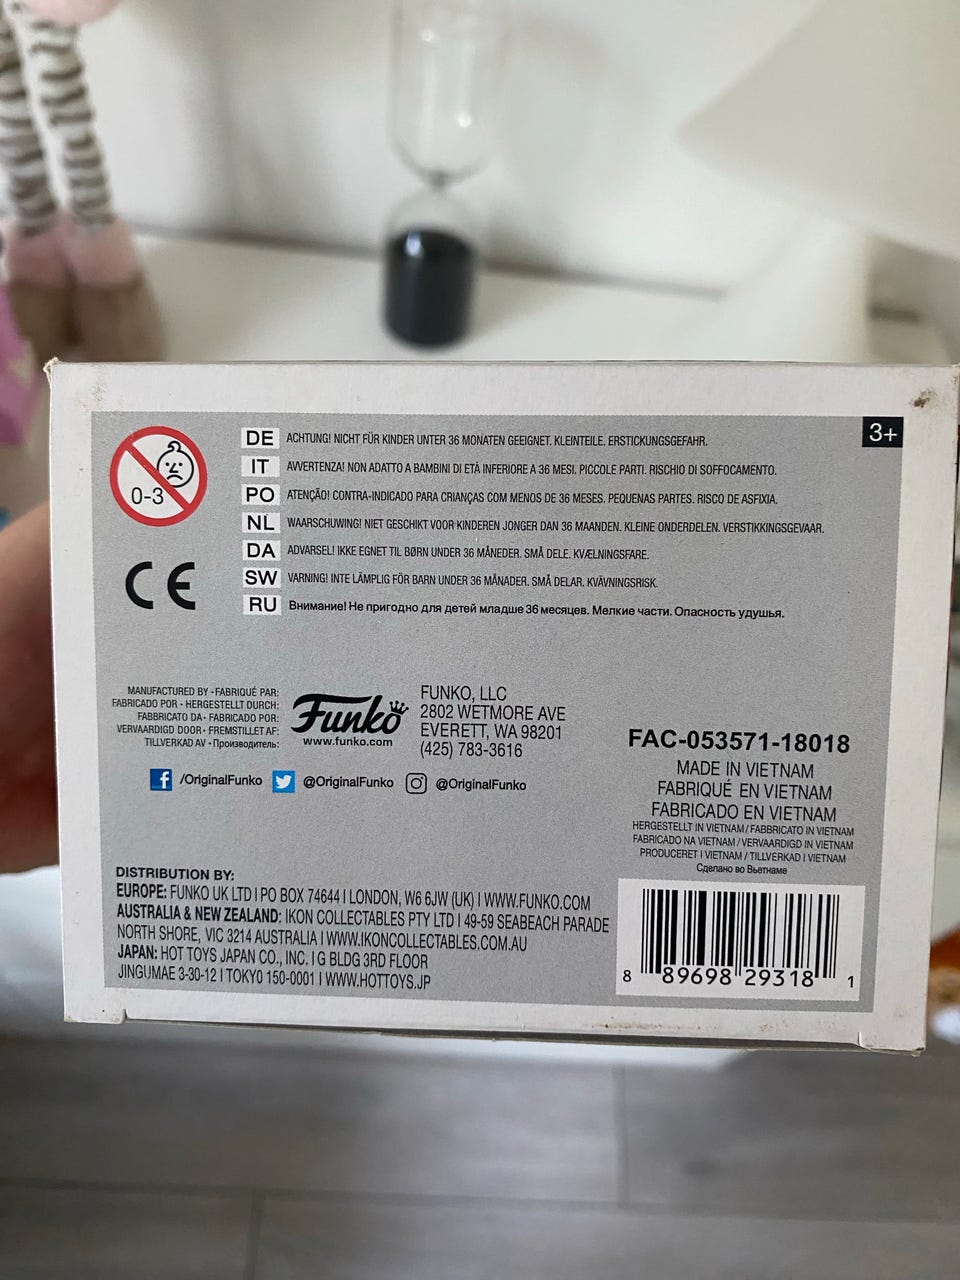 3+
0-3
DE ACHTUNG! NICHT FÜR KINDER UNTER 36 MONATEN GEEIGNET. KLEINTEILE. ERSTICKUNGSGEFAHR.
IT AVVERTENZA! NON ADATTO A BAMBINI DI ETÀ INFERIORE A 36 MESI. PICCOLE PARTI. RISCHIO DI SOFFOCAMENTO.
PO ATENÇÃO! CONTRA-INDICADO PARA CRIANÇAS COM MENOS DE 36 MESES. PEQUENAS PARTES. RISCO DE ASFIXIA.
NL WAARSCHUWING! NIET GESCHIKT VOOR KINDEREN JONGER DAN 36 MAANDEN. KLEINE ONDERDELEN. VERSTIKKINGSGEVAAR.
DA ADVARSEL! IKKE EGNET TIL BØRN UNDER 36 MÅNEDER. SMÅ DELE. KVÆLNINGSFARE.
SW VARNING! INTE LÄMPLIG FÖR BARN UNDER 36 MÅNADER. SMÅ DELAR. KVÄVNINGSRISK.
RU Внимание! Не пригодно для детей младше 36 месяцев. Мелкие части. Опасность удушья.
CE
MANUFACTURED BY • FABRIQUÉ PAR:
FABRICADO POR • HERGESTELLT DURCH:
FABBRICATO DA • FABRICADO POR:
VERVAARDIGD DOOR • FREMSTILLET AF:
TILLVERKAD AV • Производитель:
Funko
www.funko.com
FUNKO, LLC
2802 WETMORE AVE
EVERETT, WA 98201
(425) 783-3616
f /OriginalFunko @OriginalFunko @OriginalFunko
FAC-053571-18018
MADE IN VIETNAM
FABRIQUÉ EN VIETNAM
FABRICADO EN VIETNAM
HERGESTELLT IN VIETNAM / FABBRICATO IN VIETNAM
FABRICADO NA VIETNAM / VERVAARDIGD IN VIETNAM
PRODUCERET I VIETNAM / TILLVERKAD I VIETNAM
Сделано во Вьетнаме
DISTRIBUTION BY:
EUROPE: FUNKO UK LTD I PO BOX 74644 I LONDON, W6 6JW (UK) I WWW.FUNKO.COM
AUSTRALIA & NEW ZEALAND: IKON COLLECTABLES PTY LTD I 49-59 SEABEACH PARADE
NORTH SHORE, VIC 3214 AUSTRALIA I WWW.IKONCOLLECTABLES.COM.AU
JAPAN: HOT TOYS JAPAN CO., INC. I G BLDG 3RD FLOOR
JINGUMAE 3-30-12 I TOKYO 150-0001 I WWW.HOTTOYS.JP
8 89698 29318 1